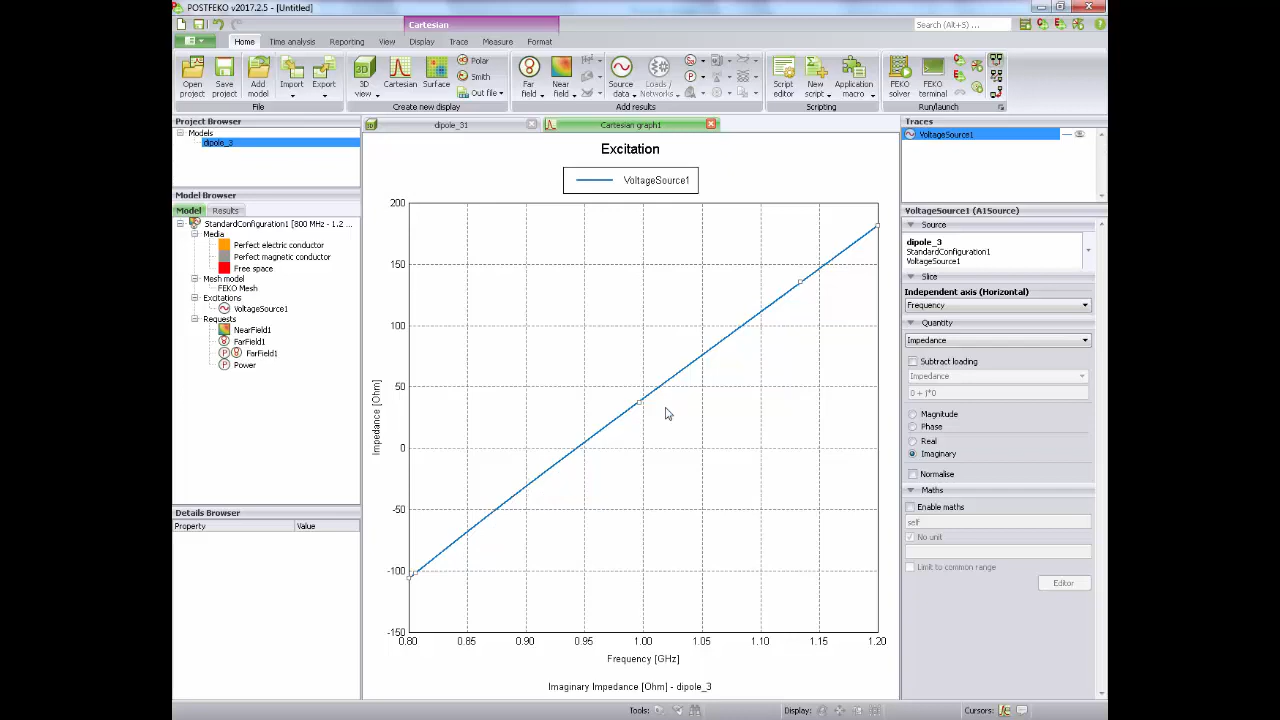 POSTFEKO v2017.2.5 - [Untitled]
Cartesian
Search (Alt+S) . . .
Home
Time analysis
Reporting
View
Display
Trace
Measure
Format
Open project
Save project
Add model
Import
Export
File
3D view
Cartesian
Surface
Polar
Smith
Out file
Create new display
Far field
Near field
Source data
Loads / Networks
Add results
Script editor
New script
Application macro
Scripting
FEKO solver
FEKO terminal
Run/launch
Project Browser
Models
dipole_3
Model Browser
Model
Results
StandardConfiguration1 [800 MHz - 1.2 ...
Media
Perfect electric conductor
Perfect magnetic conductor
Free space
Mesh model
FEKO Mesh
Excitations
VoltageSource1
Requests
NearField1
FarField1
FarField1
Power
Details Browser
Property
Value
dipole_31
Cartesian graph1
Excitation
VoltageSource1
200
150
100
50
0
-50
-100
-150
Impedance [Ohm]
0.80
0.85
0.90
0.95
1.00
1.05
1.10
1.15
1.20
Frequency [GHz]
Imaginary Impedance [Ohm] - dipole_3
Traces
VoltageSource1
VoltageSource1 (A1Source)
Source
dipole_3
StandardConfiguration1
VoltageSource1
Slice
Independent axis (Horizontal)
Frequency
Quantity
Impedance
Subtract loading
Impedance
0 + j*0
Magnitude
Phase
Real
Imaginary
Normalise
Maths
Enable maths
self
No unit
Limit to common range
Editor
Tools:
Display:
Cursors: